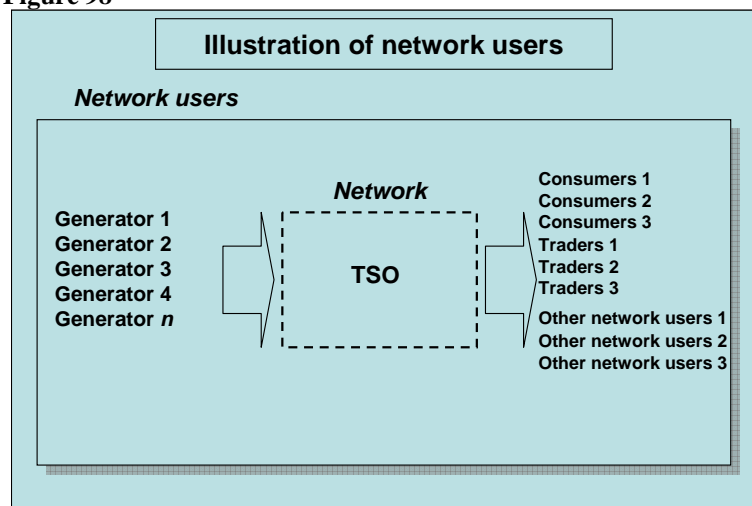 Figure 98
Illustration of network users
Network users
Generator 1
Generator 2
Generator 3
Generator 4
Generator n
Network
TSO
Consumers 1
Consumers 2
Consumers 3
Traders 1
Traders 2
Traders 3
Other network users 1
Other network users 2
Other network users 3